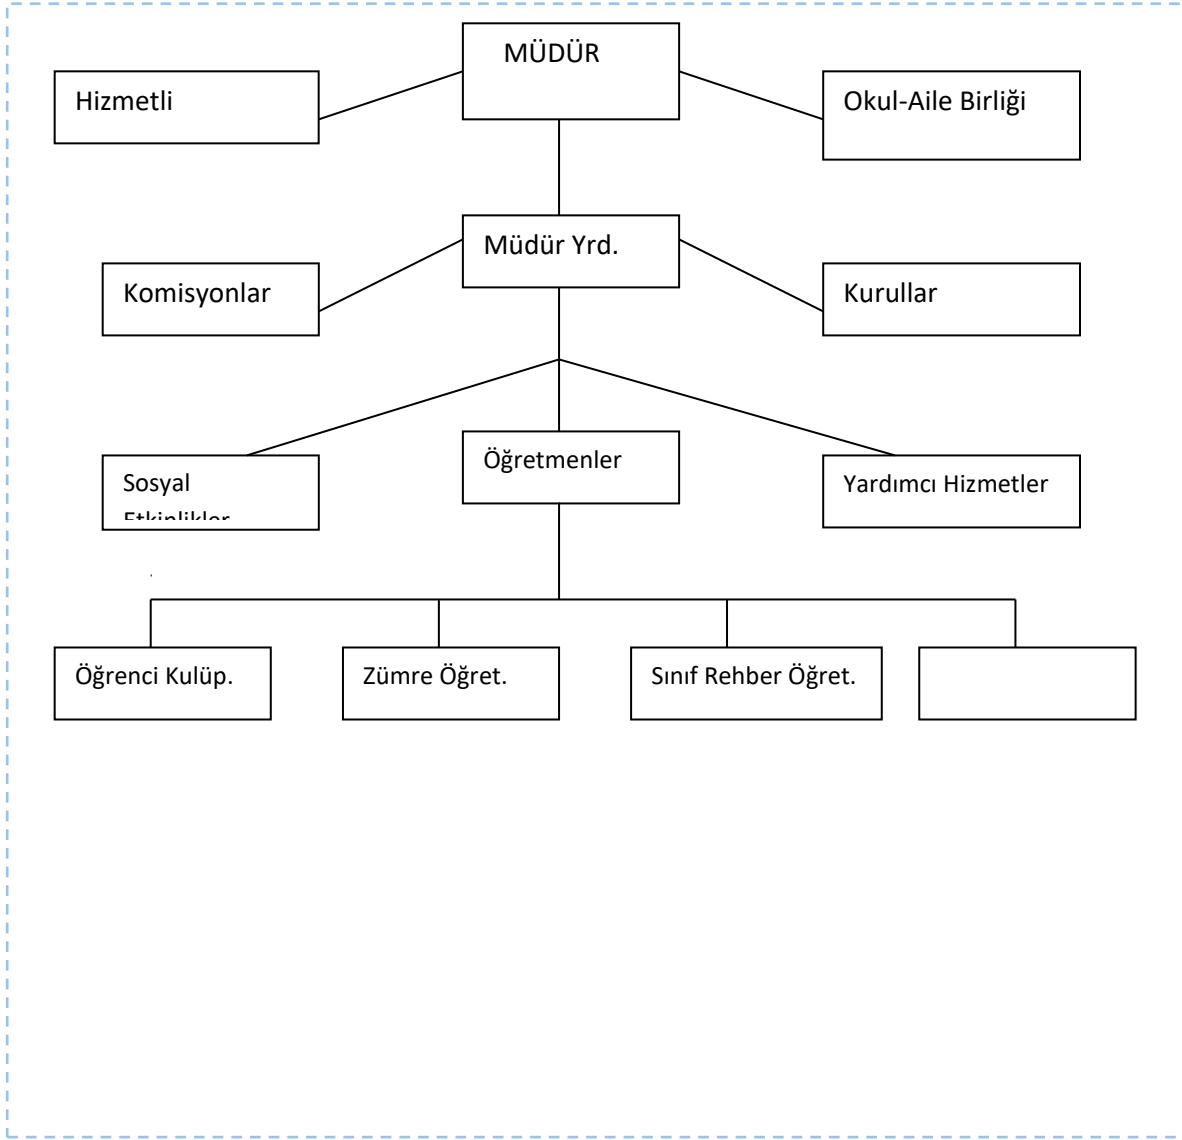 MÜDÜR
Hizmetli
Okul-Aile Birliği
Müdür Yrd.
Komisyonlar
Kurullar
Öğretmenler
Sosyal
Etkinlikler
Yardımcı Hizmetler
Öğrenci Kulüp.
Zümre Öğret.
Sınıf Rehber Öğret.